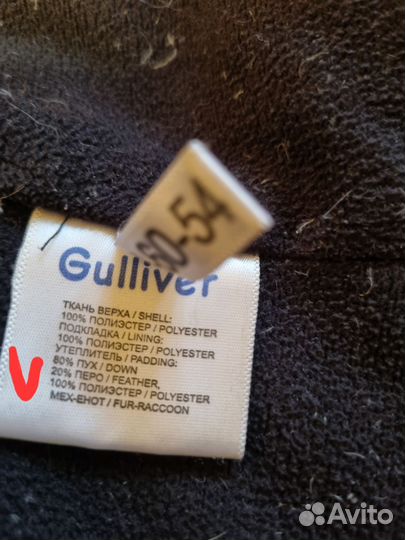 60-54
Gulliver
ТКАНЬ ВЕРХА / SHELL:
100% ПОЛИЭСТЕР / POLYESTER
ПОДКЛАДКА / LINING:
100% ПОЛИЭСТЕР / POLYESTER
УТЕПЛИТЕЛЬ / PADDING:
80% ПУХ / DOWN
20% ПЕРО / FEATHER,
100% ПОЛИЭСТЕР / POLYESTER
МЕХ-ЕНОТ / FUR-RACCOON
Avito